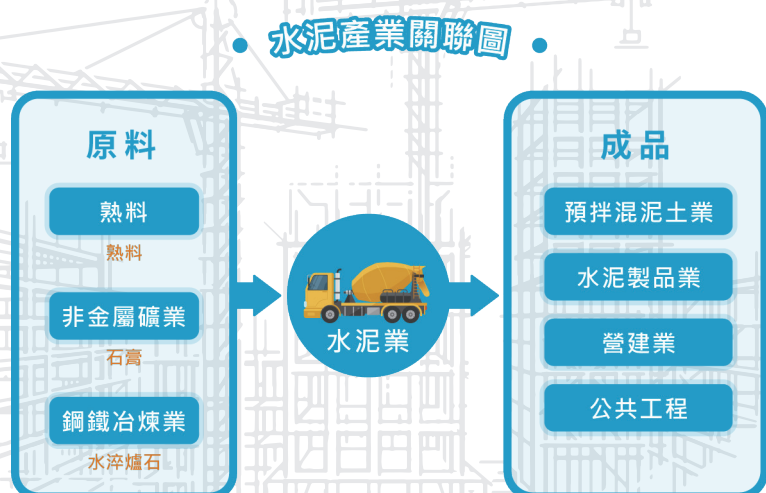 水泥產業關聯圖
原料
熟料
熟料
非金屬礦業
石膏
鋼鐵冶煉業
水淬爐石
水泥業
成品
預拌混泥土業
水泥製品業
營建業
公共工程